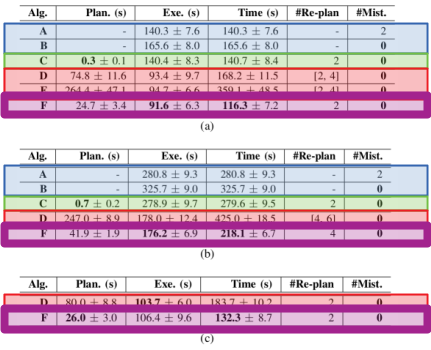 Alg. Plan. (s) Exe. (s) Time (s) #Re-plan #Mist.
A - 140.3 ± 7.6 140.3 ± 7.6 - 2
B - 165.6 ± 8.0 165.6 ± 8.0 - 0
C 0.3 ± 0.1 140.4 ± 8.3 140.7 ± 8.4 2 0
D 74.8 ± 11.6 93.4 ± 9.7 168.2 ± 11.5 [2, 4] 0
E 264.4 ± 47.1 94.7 ± 6.6 359.1 ± 48.5 [2, 4] 0
F 24.7 ± 3.4 91.6 ± 6.3 116.3 ± 7.2 2 0
(a)
Alg. Plan. (s) Exe. (s) Time (s) #Re-plan #Mist.
A - 280.8 ± 9.3 280.8 ± 9.3 - 2
B - 325.7 ± 9.0 325.7 ± 9.0 - 0
C 0.7 ± 0.2 278.9 ± 9.7 279.6 ± 9.5 2 0
D 247.0 ± 8.9 178.0 ± 12.4 425.0 ± 18.5 [4, 6] 0
F 41.9 ± 1.9 176.2 ± 6.9 218.1 ± 6.7 4 0
(b)
Alg. Plan. (s) Exe. (s) Time (s) #Re-plan #Mist.
D 80.0 ± 8.8 103.7 ± 6.0 183.7 ± 10.2 2 0
F 26.0 ± 3.0 106.4 ± 9.6 132.3 ± 8.7 2 0
(c)